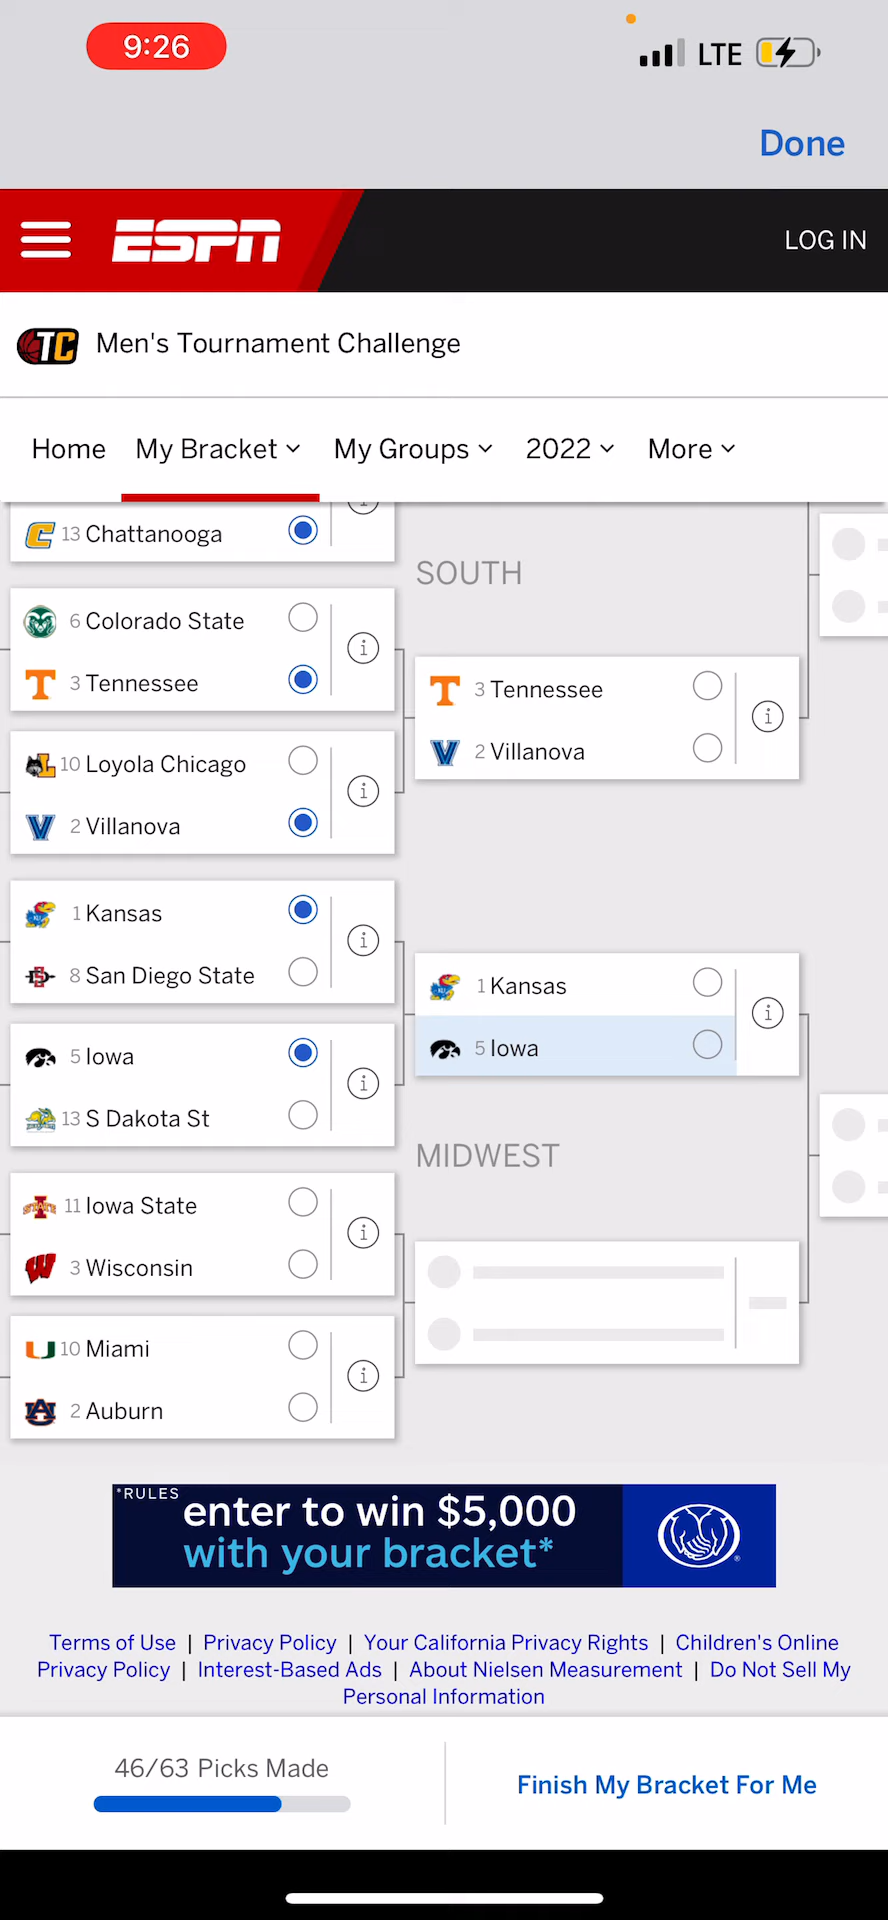 9:26
LTE
Done
ESPN
LOG IN
TC Men's Tournament Challenge
Home My Bracket My Groups 2022 More
13 Chattanooga
SOUTH
6 Colorado State
3 Tennessee
3 Tennessee
2 Villanova
10 Loyola Chicago
2 Villanova
1 Kansas
8 San Diego State
1 Kansas
5 Iowa
5 Iowa
13 S Dakota St
MIDWEST
11 Iowa State
3 Wisconsin
10 Miami
2 Auburn
*RULES
enter to win $5,000
with your bracket*
Terms of Use | Privacy Policy | Your California Privacy Rights | Children's Online
Privacy Policy | Interest-Based Ads | About Nielsen Measurement | Do Not Sell My
Personal Information
46/63 Picks Made
Finish My Bracket For Me